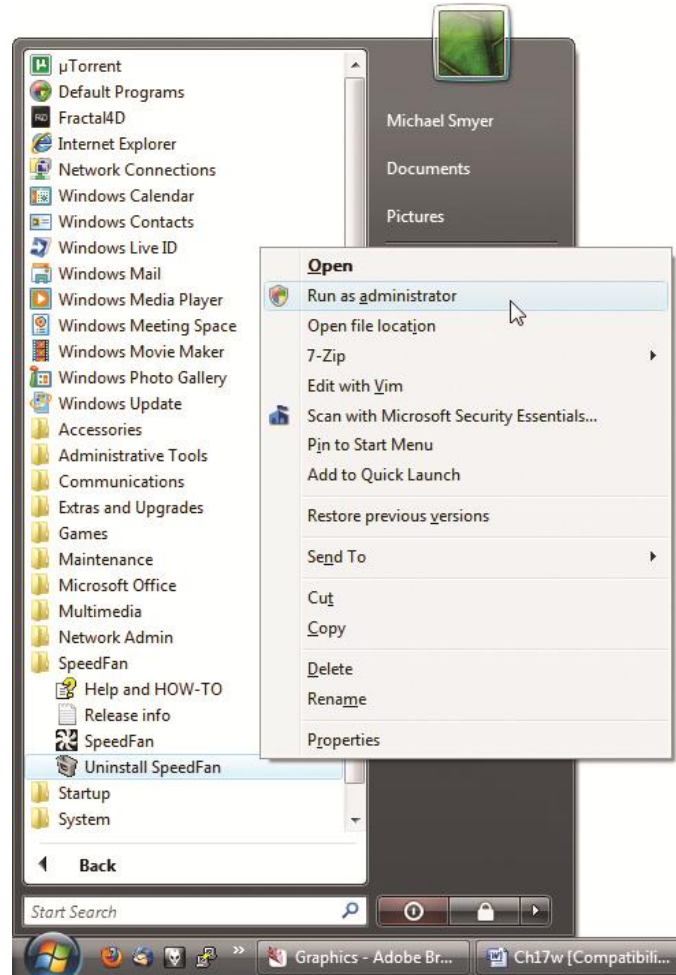 µTorrent
Default Programs
Fractal4D
Internet Explorer
Network Connections
Windows Calendar
Windows Contacts
Windows Live ID
Windows Mail
Windows Media Player
Windows Meeting Space
Windows Movie Maker
Windows Photo Gallery
Windows Update
Accessories
Administrative Tools
Communications
Extras and Upgrades
Games
Maintenance
Microsoft Office
Multimedia
Network Admin
SpeedFan
Help and HOW-TO
Release info
SpeedFan
Uninstall SpeedFan
Startup
System
Back
Start Search
Michael Smyer
Documents
Pictures
Open
Run as administrator
Open file location
7-Zip
Edit with Vim
Scan with Microsoft Security Essentials...
Pin to Start Menu
Add to Quick Launch
Restore previous versions
Send To
Cut
Copy
Delete
Rename
Properties
Graphics - Adobe Br...
Ch17w [Compatibili...